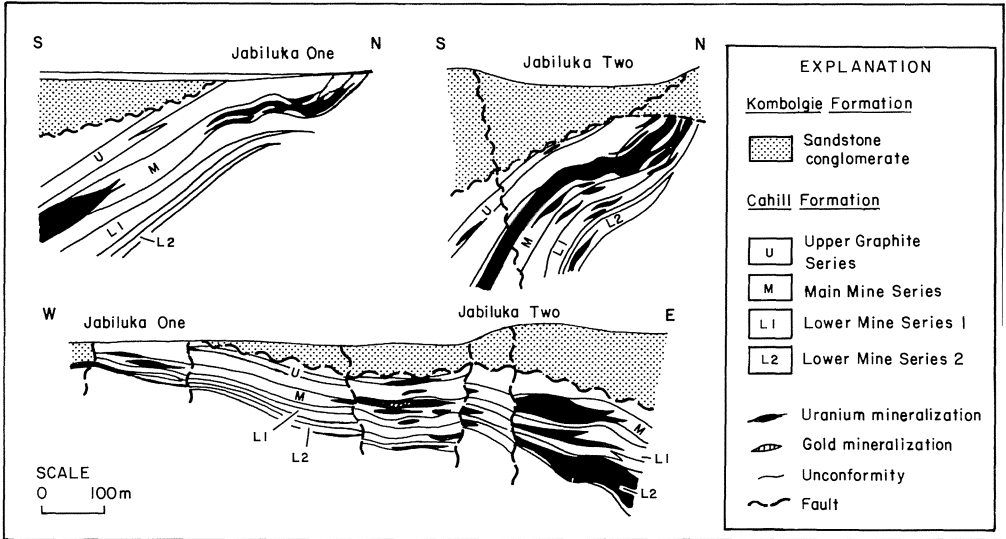 S
Jabiluka One
N
U
M
L1
L2
S
Jabiluka Two
N
U
M
L1
L2
W
Jabiluka One
Jabiluka Two
E
U
M
L1
L2
M
L1
L2
SCALE
0 100m
EXPLANATION
Kombolgie Formation
Sandstone
conglomerate
Cahill Formation
U Upper Graphite
Series
M Main Mine Series
L1 Lower Mine Series 1
L2 Lower Mine Series 2
Uranium mineralization
Gold mineralization
Unconformity
Fault